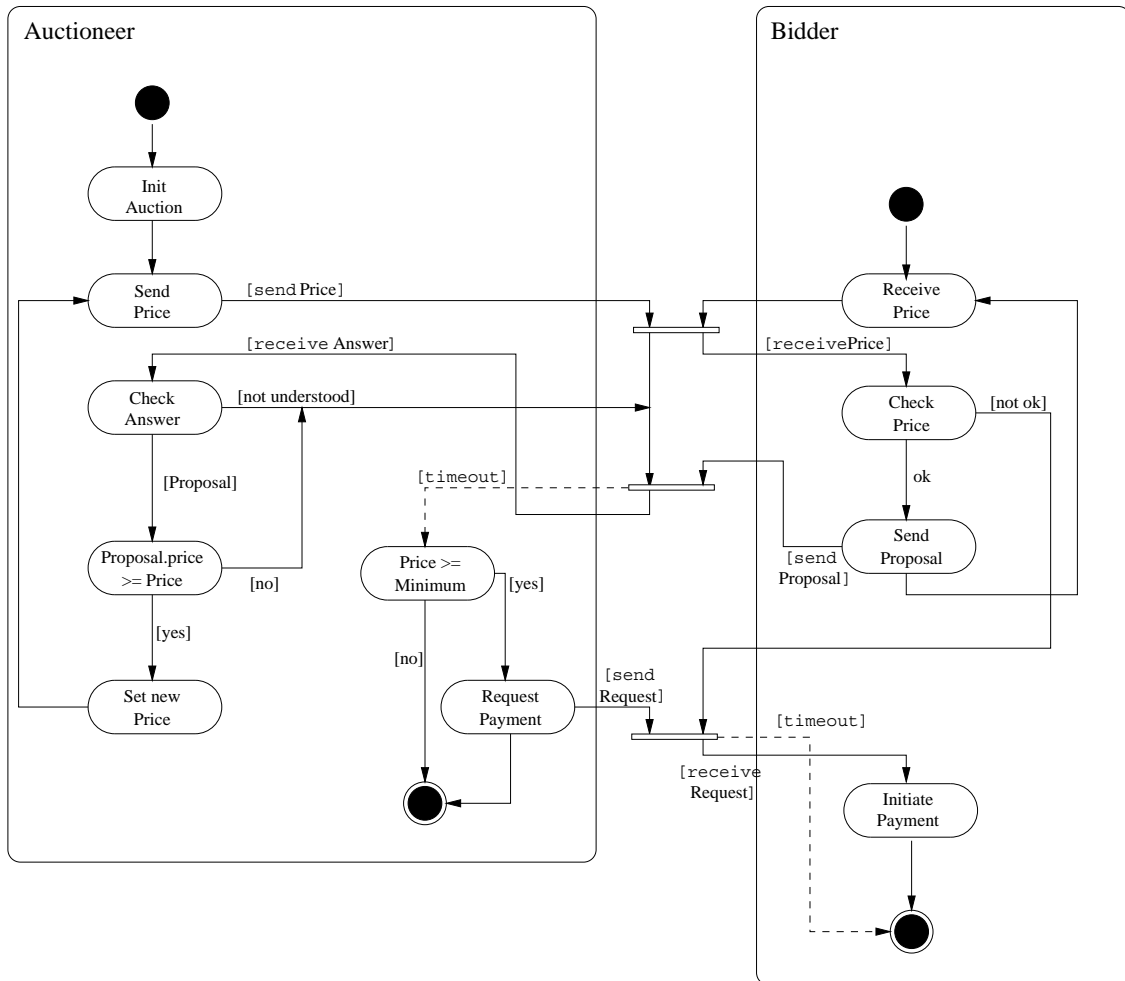 Auctioneer
Bidder
Init
Auction
Send
Price
[send Price]
Receive
Price
[receive Answer]
[receivePrice]
Check
Answer
[not understood]
Check
Price
[not ok]
[Proposal]
[timeout]
ok
Proposal.price
>= Price
[no]
Price >=
Minimum
[yes]
[send
Proposal]
Send
Proposal
[yes]
[no]
Set new
Price
Request
Payment
[send
Request]
[timeout]
[receive
Request]
Initiate
Payment